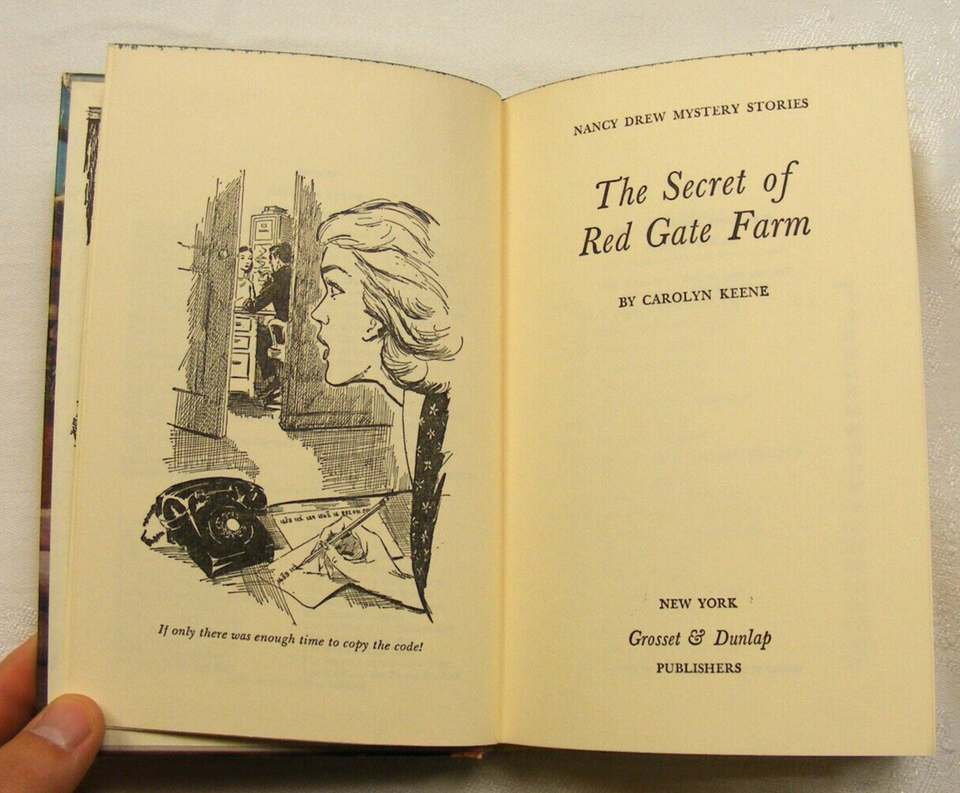 If only there was enough time to copy the code!
NANCY DREW MYSTERY STORIES
The Secret of
Red Gate Farm
BY CAROLYN KEENE
NEW YORK
Grosset & Dunlap
PUBLISHERS